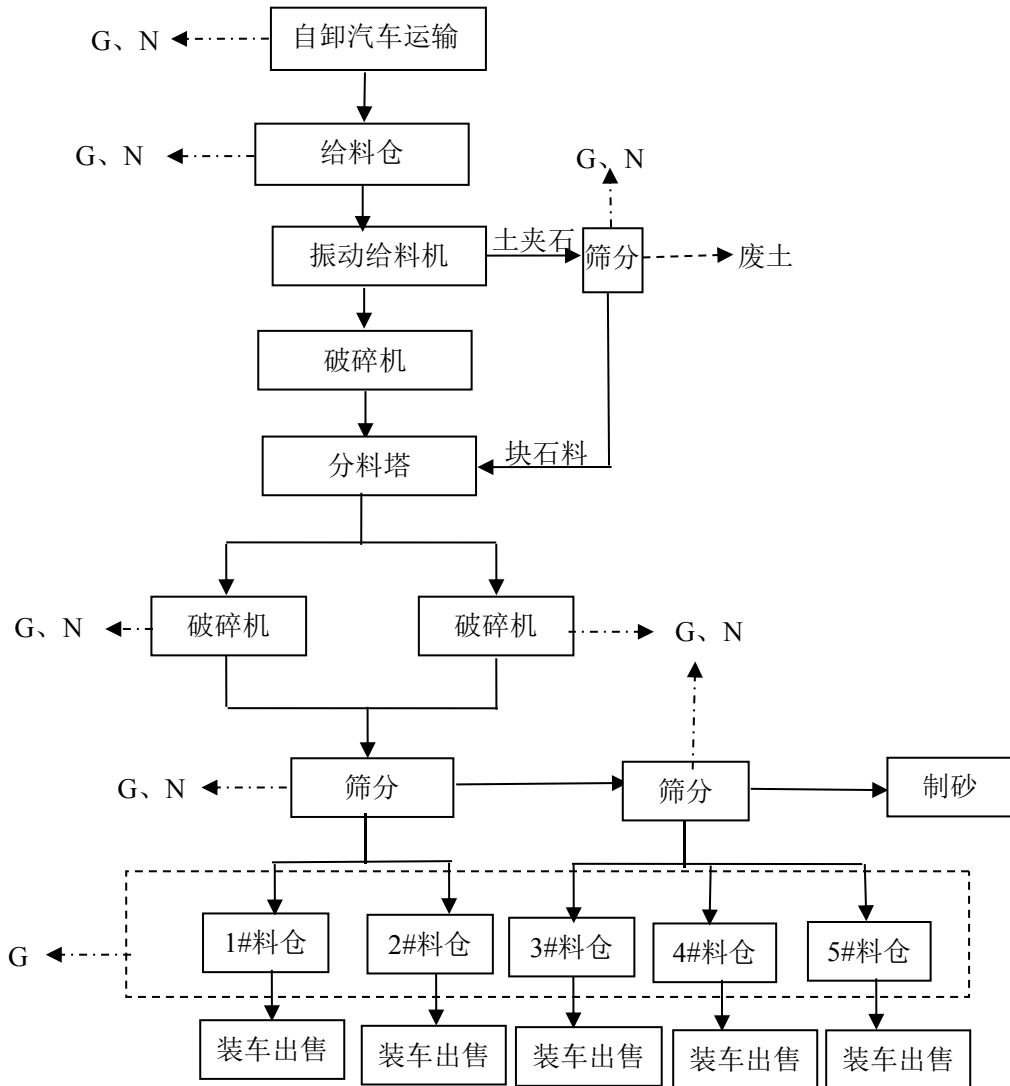 G、N
自卸汽车运输
G、N
给料仓
G、N
振动给料机
土夹石
筛分
废土
破碎机
分料塔
块石料
G、N
破碎机
破碎机
G、N
G、N
筛分
筛分
制砂
G
1#料仓
2#料仓
3#料仓
4#料仓
5#料仓
装车出售
装车出售
装车出售
装车出售
装车出售